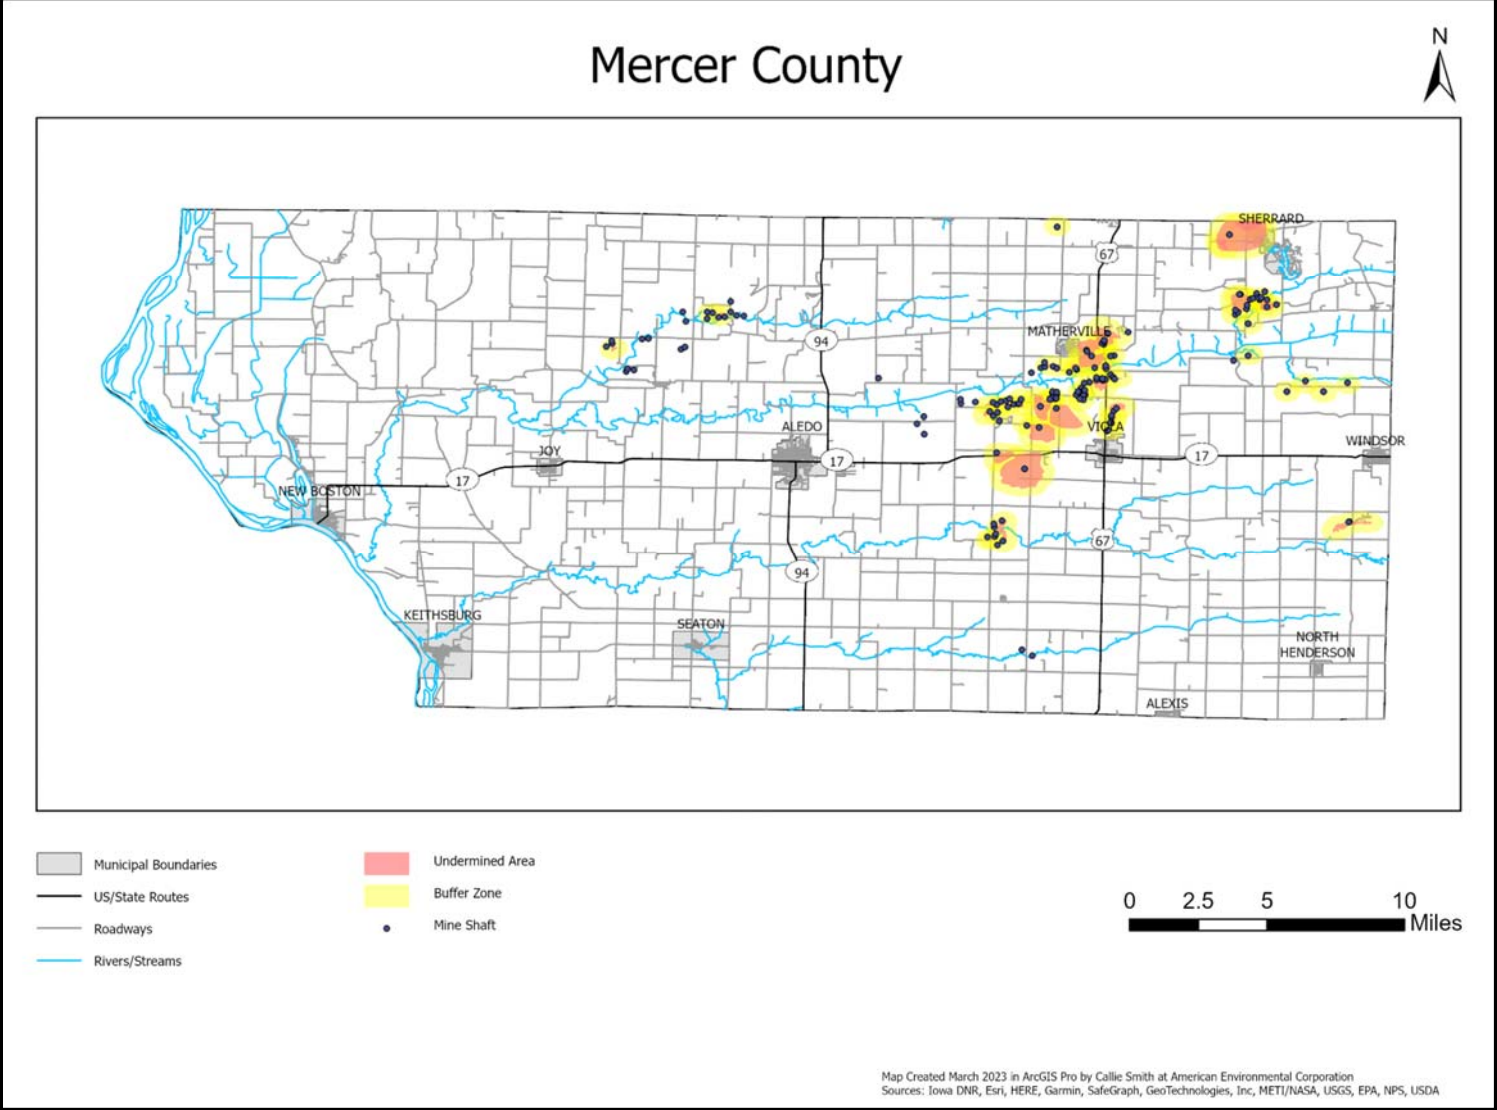 Mercer County
N
SHERRARD
67
MATHERVILLE
94
ALEDO
VIOLA
WINDSOR
JOY
17
17
17
NEW BOSTON
67
94
KEITHSBURG
SEATON
NORTH
HENDERSON
ALEXIS
Municipal Boundaries
US/State Routes
Roadways
Rivers/Streams
Undermined Area
Buffer Zone
Mine Shaft
0 2.5 5 10
Miles
Map Created March 2023 in ArcGIS Pro by Callie Smith at American Environmental Corporation
Sources: Iowa DNR, Esri, HERE, Garmin, SafeGraph, GeoTechnologies, Inc, METI/NASA, USGS, EPA, NPS, USDA